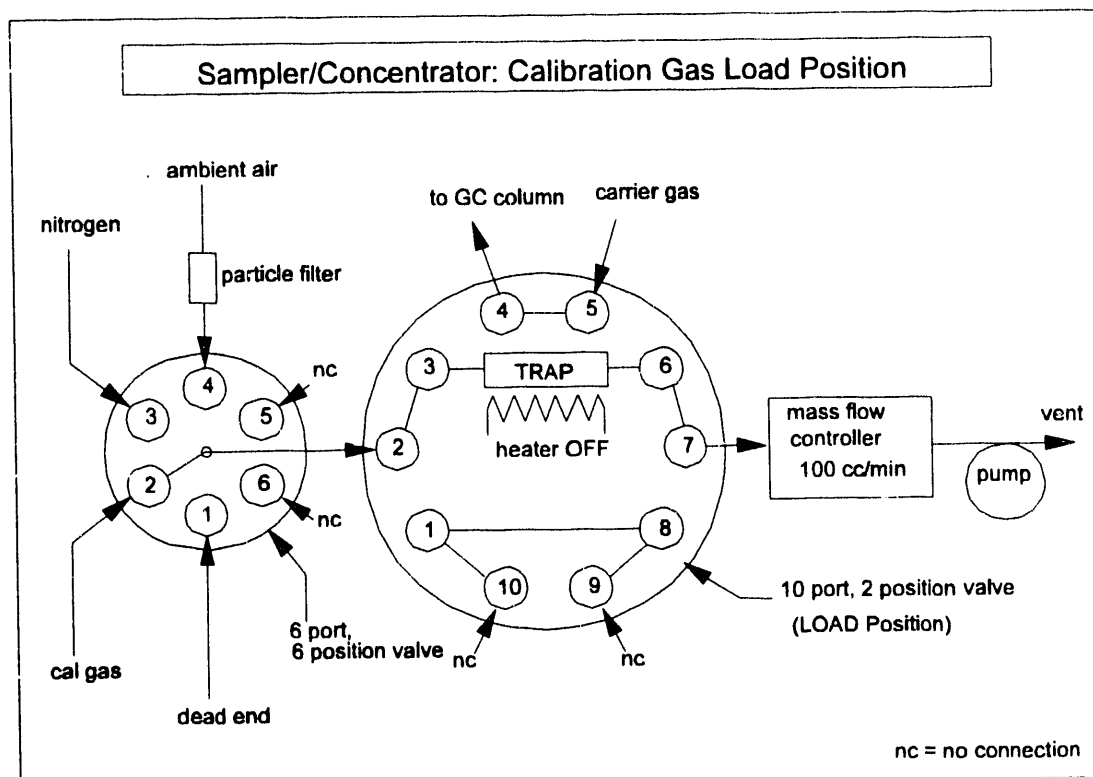 Sampler/Concentrator: Calibration Gas Load Position
ambient air
nitrogen
particle filter
to GC column
carrier gas
4
5
3
TRAP
6
heater OFF
2
7
mass flow
controller
100 cc/min
vent
pump
4
nc
3
5
2
6
1
nc
1
8
10
9
nc
nc
10 port, 2 position valve
(LOAD Position)
6 port,
6 position valve
cal gas
dead end
nc = no connection